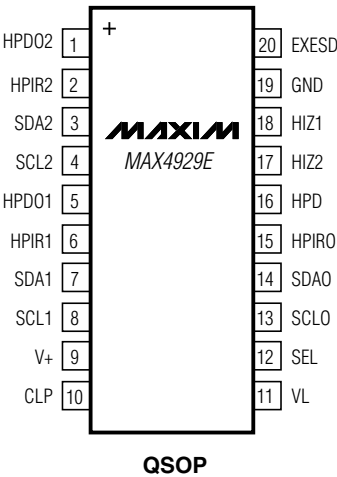 HPDO2 1 + 20 EXESD
HPIR2 2 19 GND
SDA2 3 MAXIM 18 HIZ1
SCL2 4 MAX4929E 17 HIZ2
HPDO1 5 16 HPD
HPIR1 6 15 HPIRO
SDA1 7 14 SDAO
SCL1 8 13 SCLO
V+ 9 12 SEL
CLP 10 11 VL
QSOP